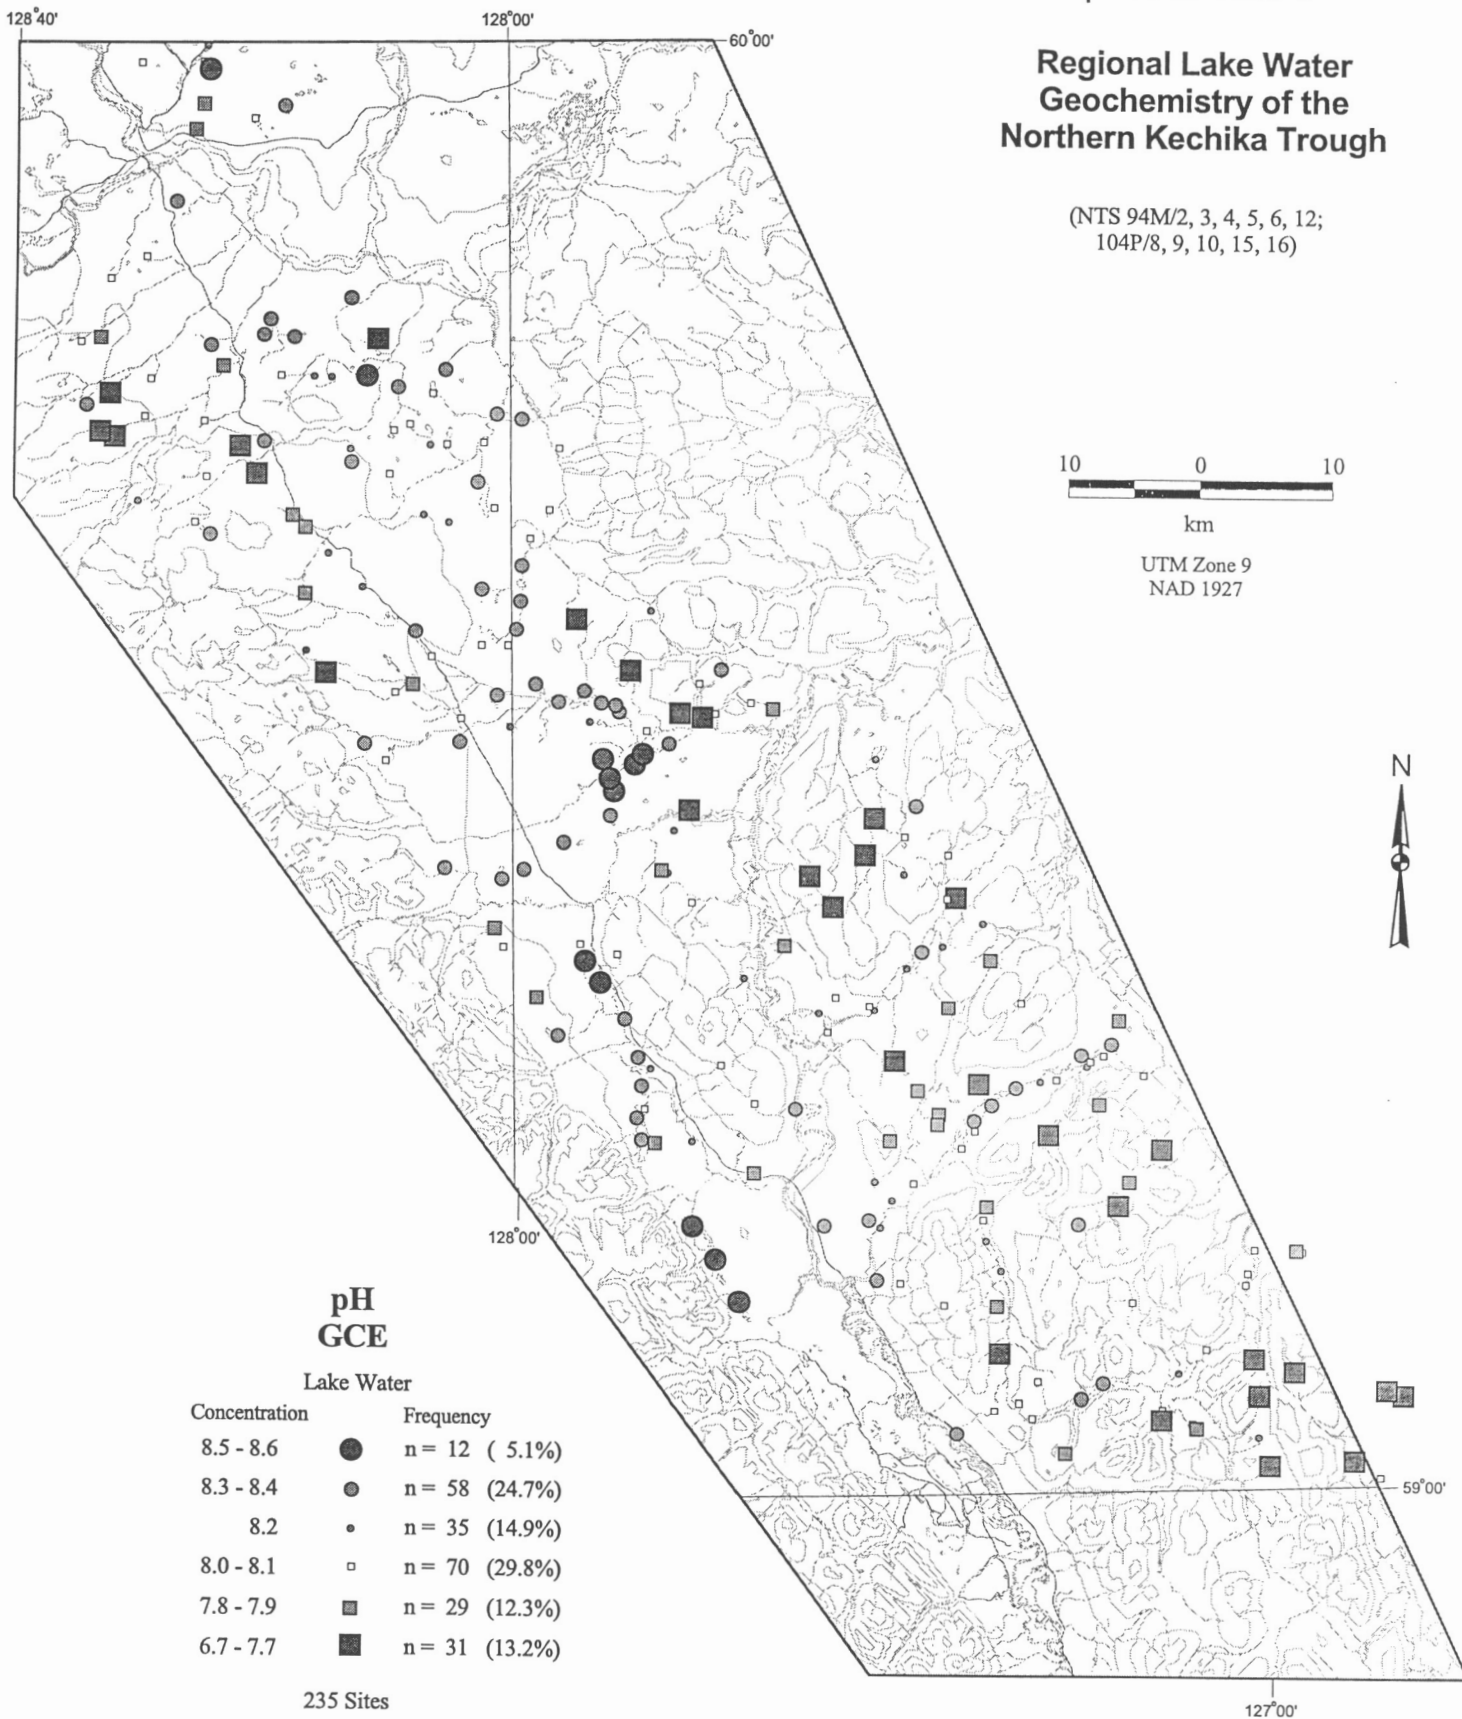 128°40'
128°00'
60°00'
Regional Lake Water
Geochemistry of the
Northern Kechika Trough
(NTS 94M/2, 3, 4, 5, 6, 12;
104P/8, 9, 10, 15, 16)
10 0 10
km
UTM Zone 9
NAD 1927
N
128°00'
pH
GCE
Lake Water
Concentration Frequency
8.5 - 8.6 n = 12 ( 5.1%)
8.3 - 8.4 n = 58 (24.7%)
8.2 n = 35 (14.9%)
8.0 - 8.1 n = 70 (29.8%)
7.8 - 7.9 n = 29 (12.3%)
6.7 - 7.7 n = 31 (13.2%)
235 Sites
59°00'
127°00'